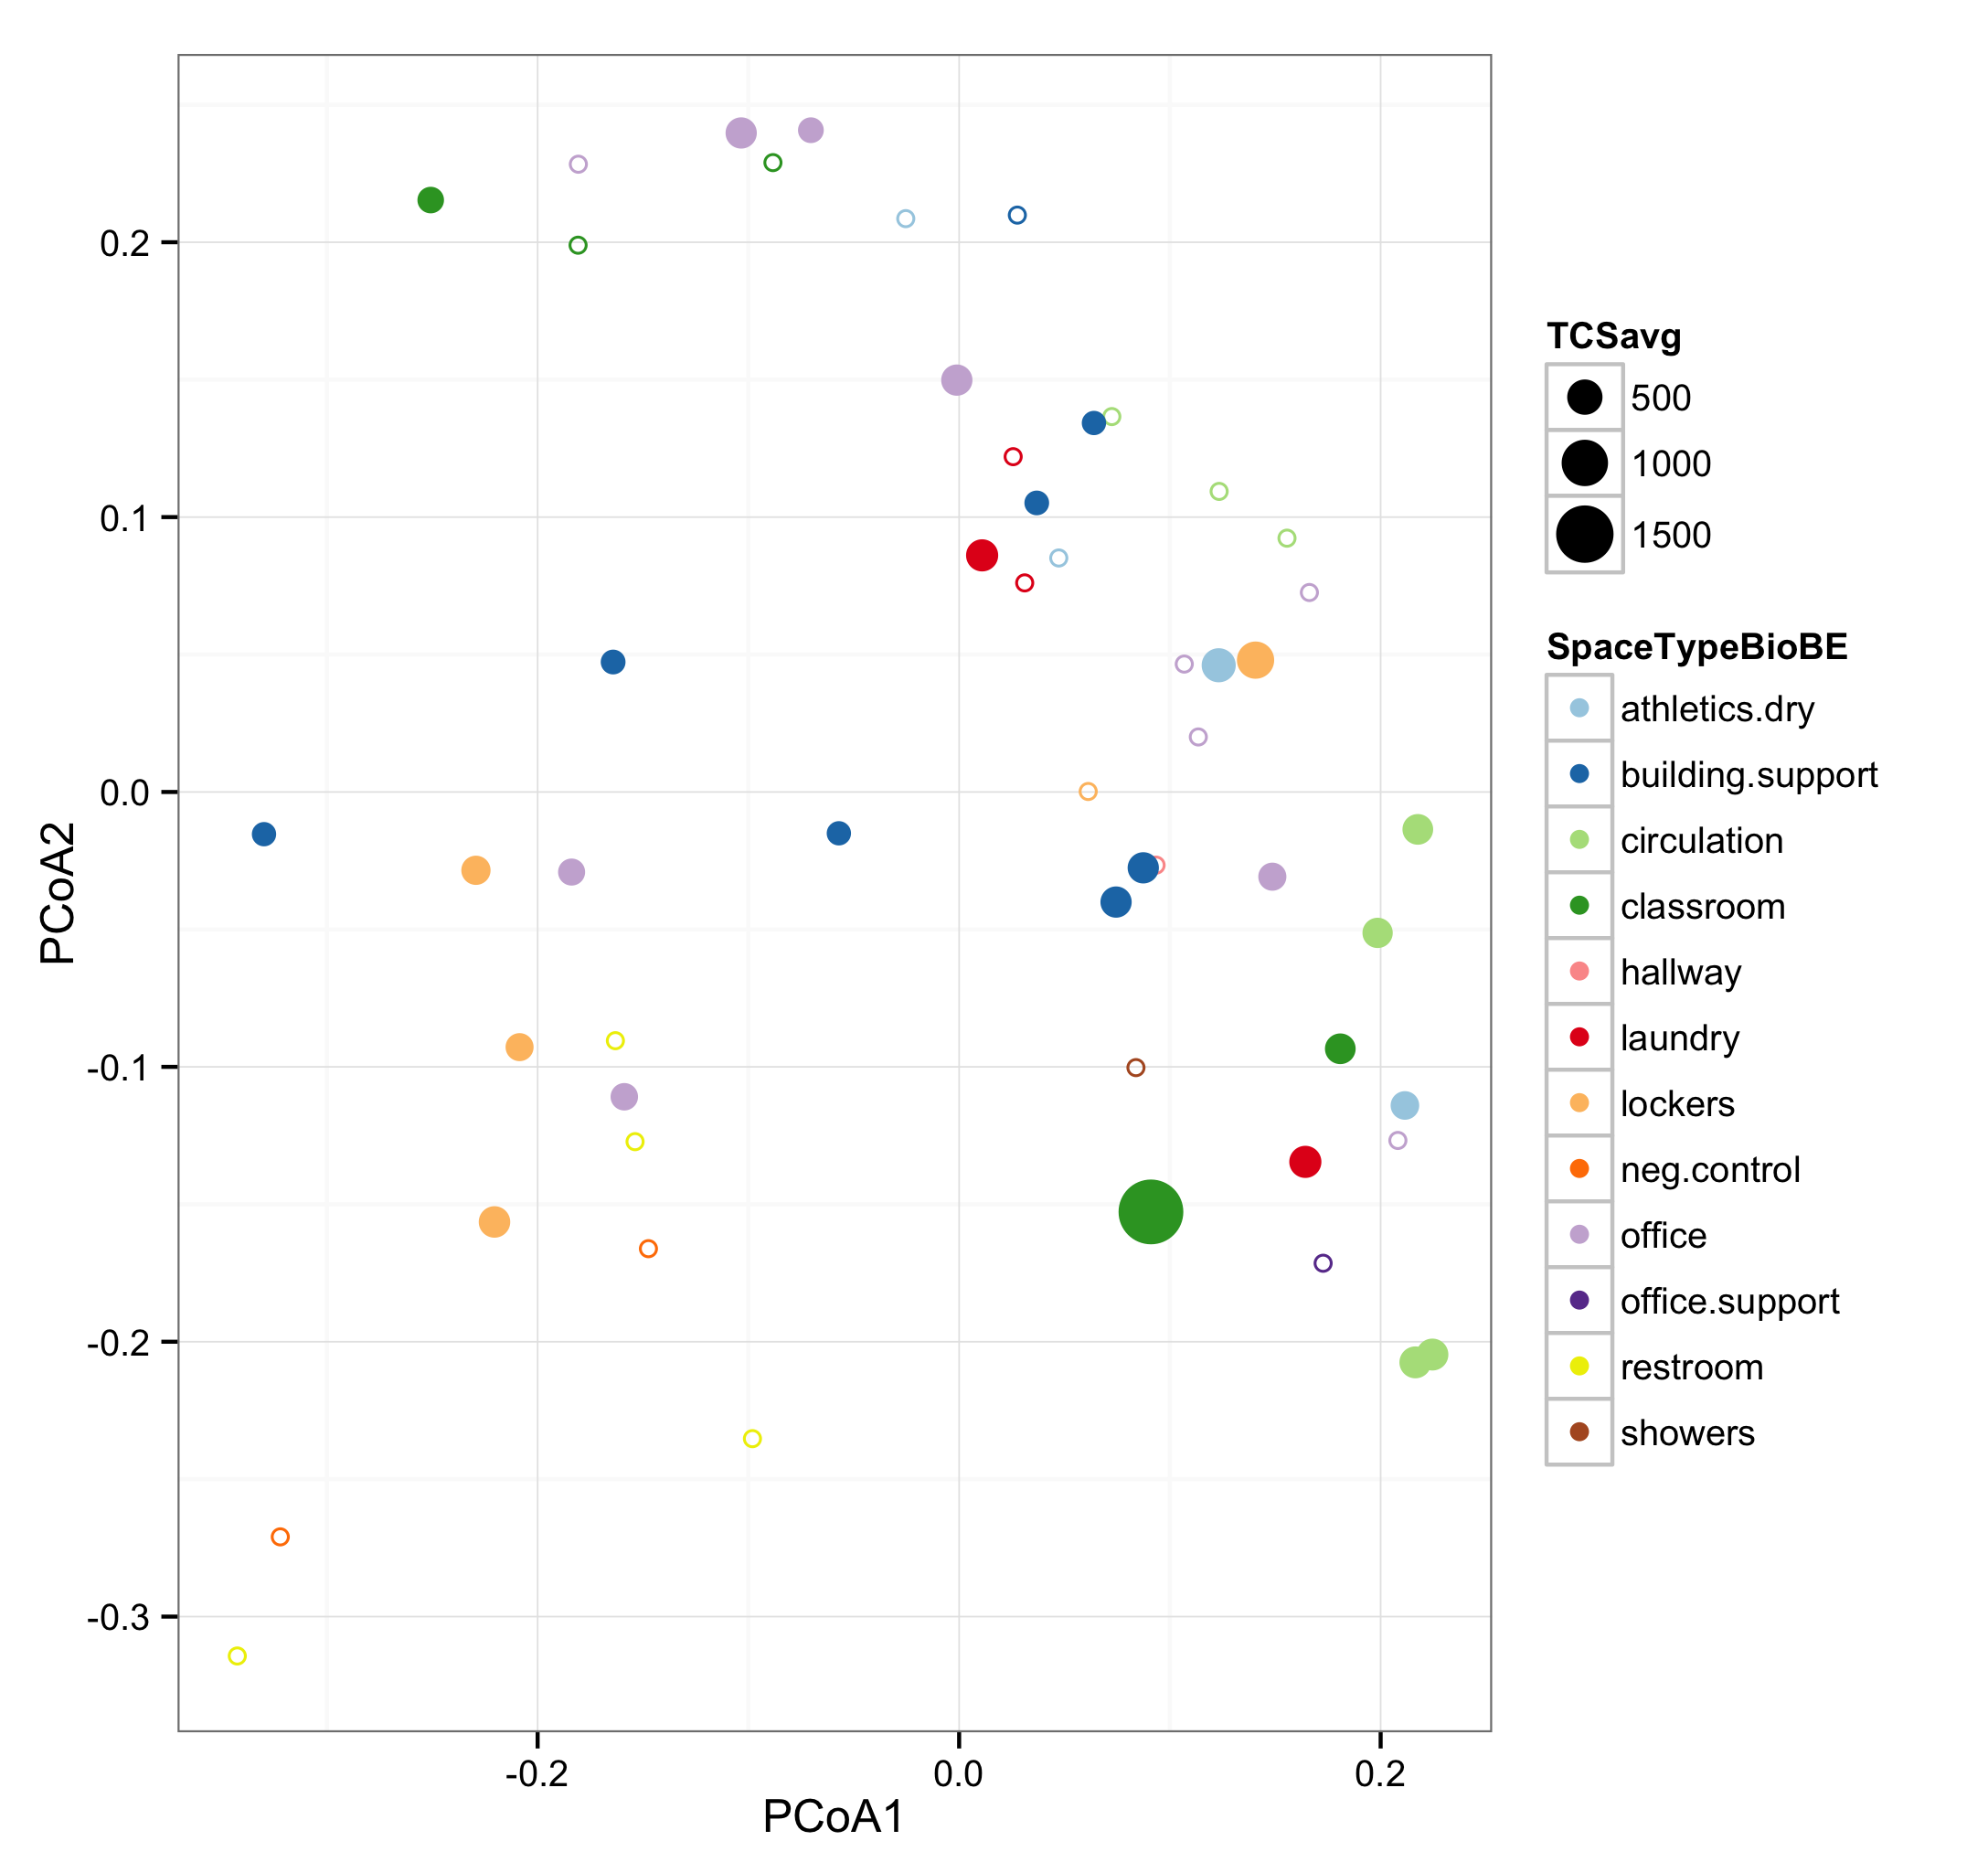 0.2
0.1
0.0
-0.1
-0.2
-0.3
PCoA2
-0.2 0.0 0.2
PCoA1
TCSavg
500
1000
1500
SpaceTypeBioBE
athletics.dry
building.support
circulation
classroom
hallway
laundry
lockers
neg.control
office
office.support
restroom
showers